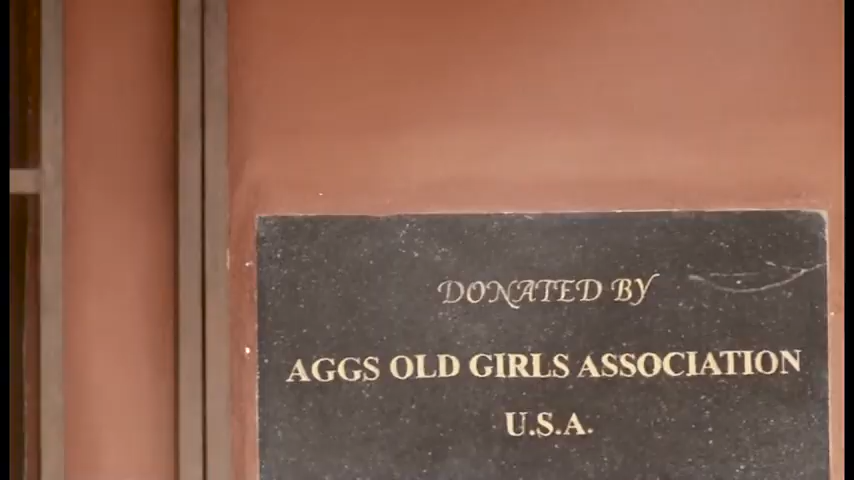 DONATED BY
AGGS OLD GIRLS ASSOCIATION
U.S.A.